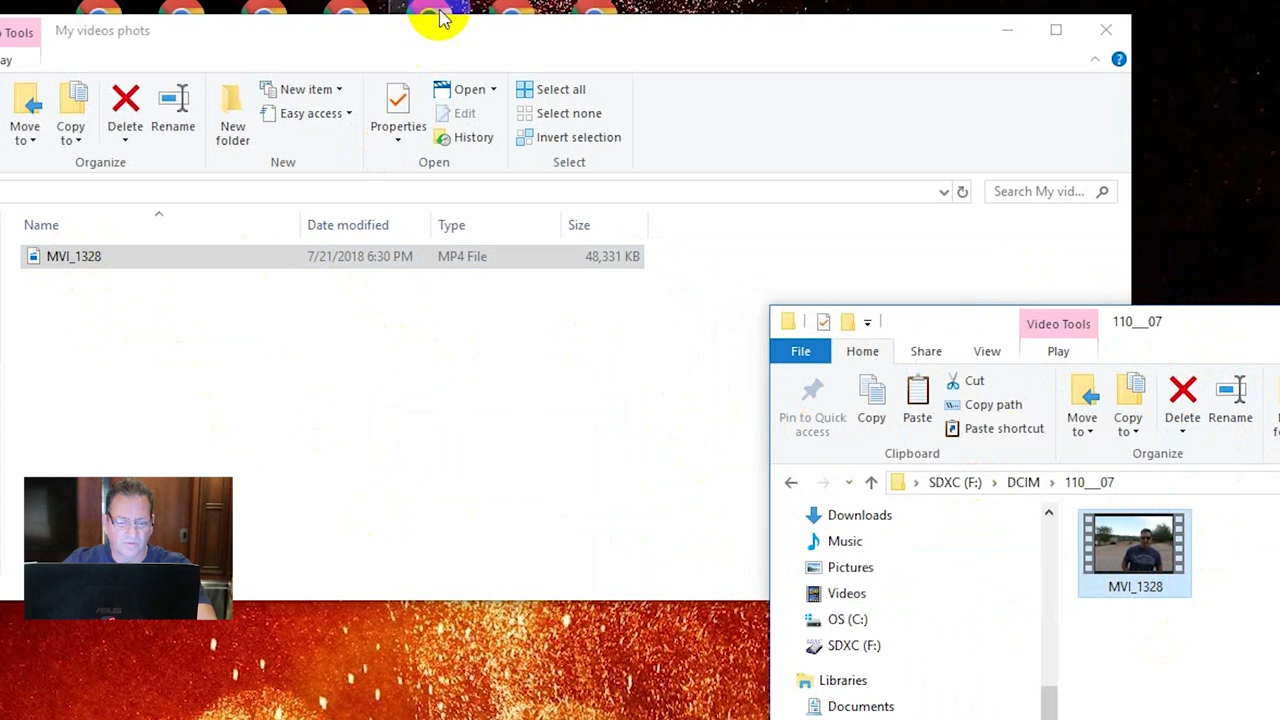 o Tools My videos phots
ay
Move to
Copy to
Delete
Rename
Organize
New folder
New item
Easy access
New
Properties
Open
Edit
History
Open
Select all
Select none
Invert selection
Select
Search My vid...
Name Date modified Type Size
MVI_1328 7/21/2018 6:30 PM MP4 File 48,331 KB
Video Tools 110___07
File Home Share View Play
Pin to Quick access
Copy
Paste
Cut
Copy path
Paste shortcut
Clipboard
Move to
Copy to
Delete
Rename
Organize
SDXC (F:) > DCIM > 110___07
Downloads
Music
Pictures
Videos
OS (C:)
SDXC (F:)
Libraries
Documents
MVI_1328
ASUS